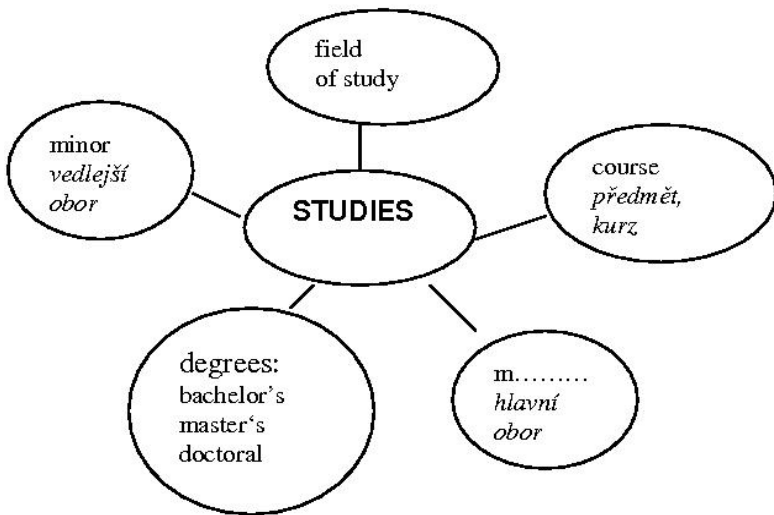 field
of study
minor
vedlejší
obor
STUDIES
course
předmět,
kurz
degrees:
bachelor’s
master‘s
doctoral
m………
hlavní
obor